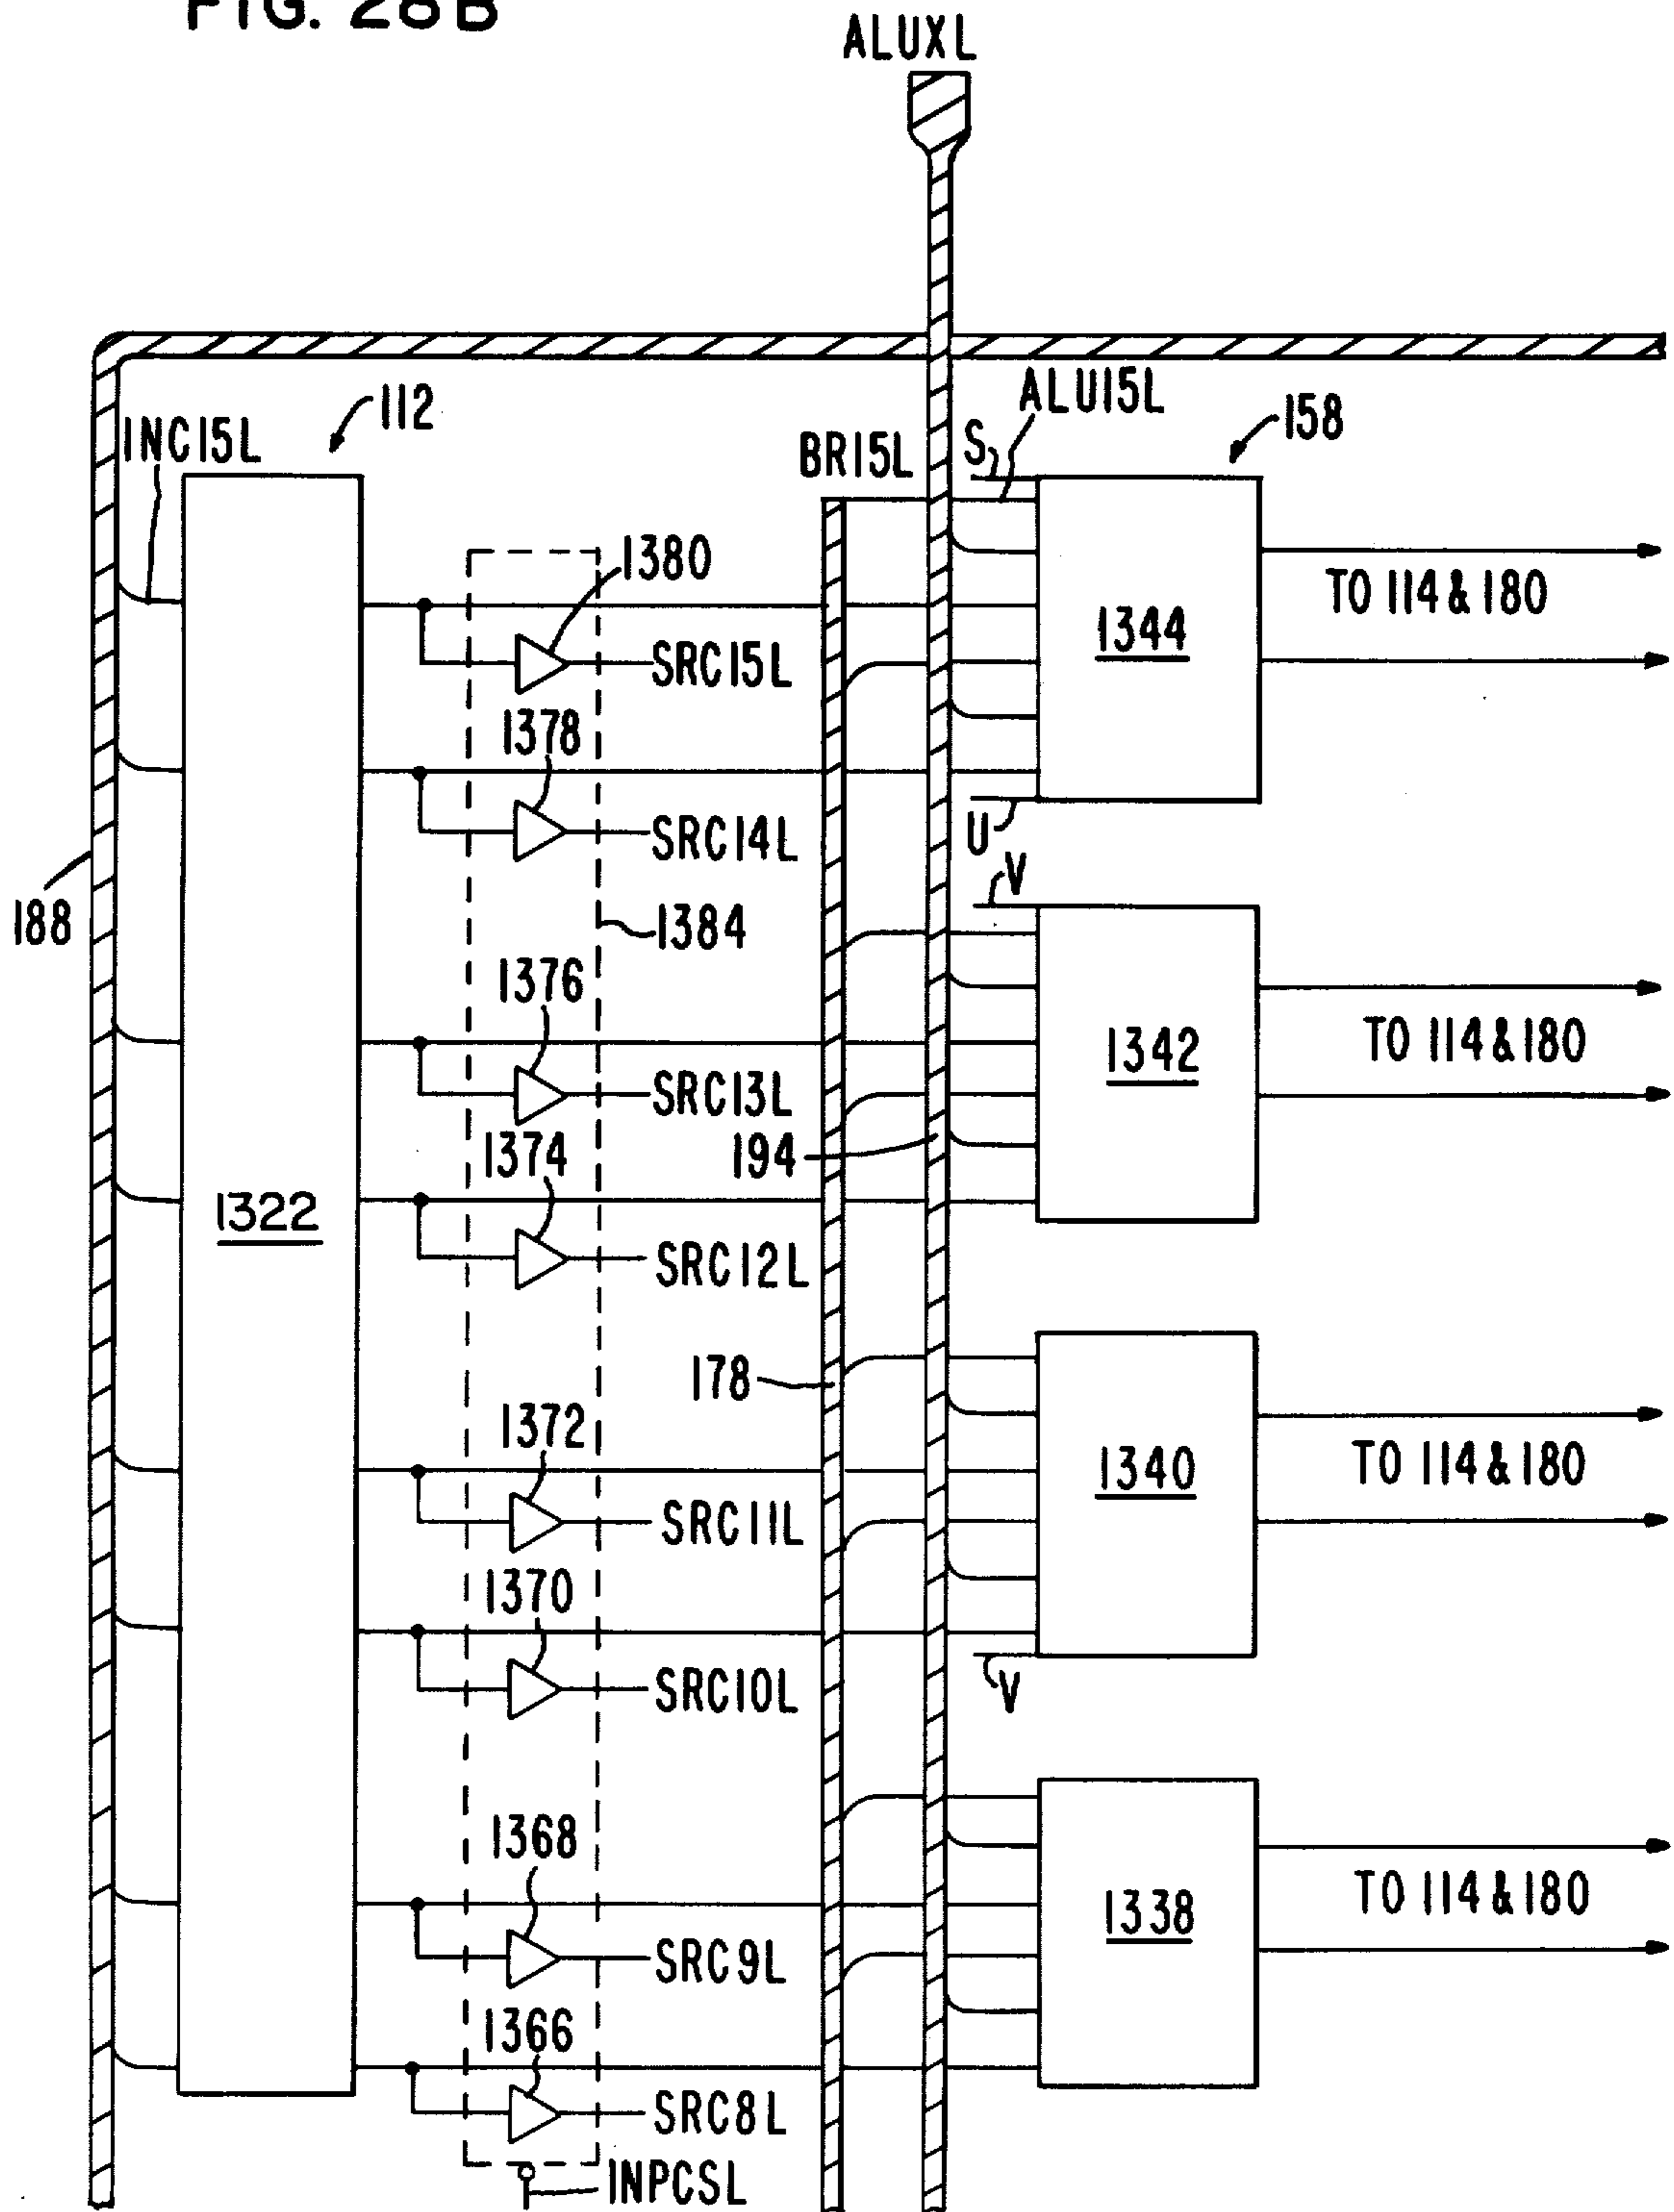 FIG. 28B
ALUXL
INC15L
112
BR15L
S
ALU15L
158
1380
SRC15L
1344
TO 114 & 180
1378
SRC14L
U
V
188
1384
1376
SRC13L
1342
TO 114 & 180
194
1374
1322
SRC12L
178
1372
SRC11L
1340
TO 114 & 180
1370
SRC10L
V
1368
SRC9L
1338
TO 114 & 180
1366
SRC8L
INPCSL